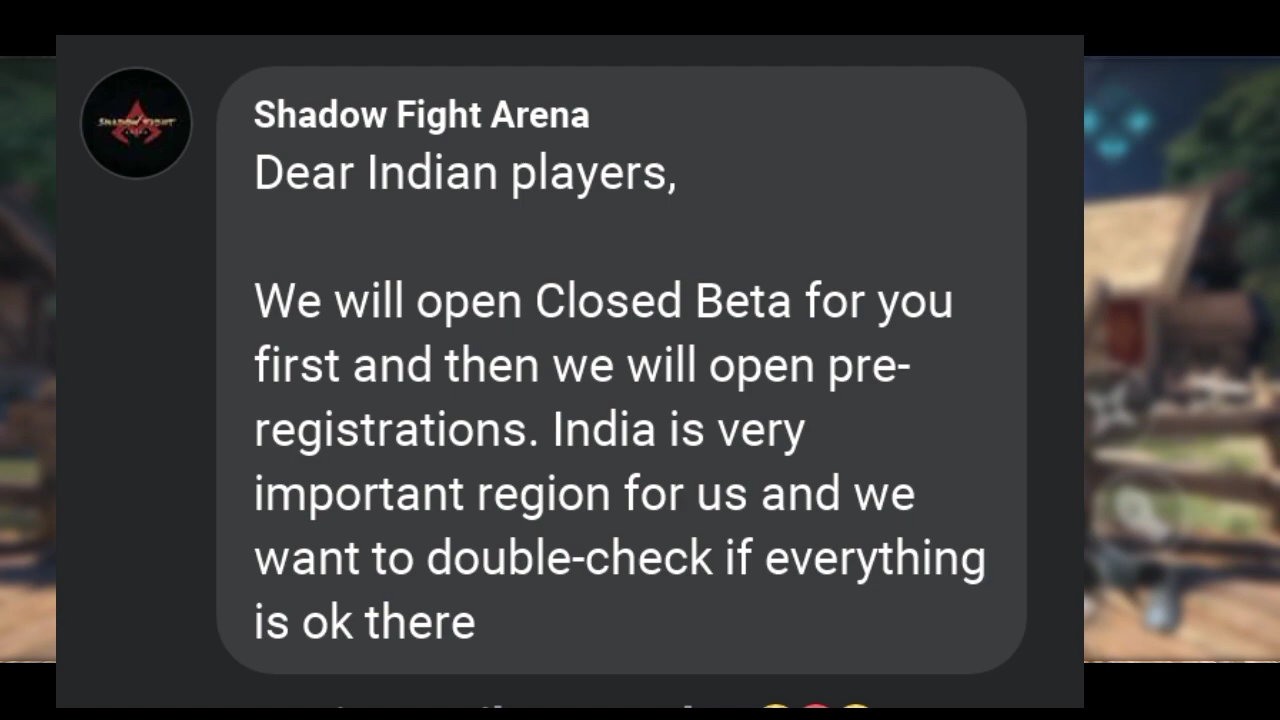 Shadow Fight Arena
Dear Indian players,
We will open Closed Beta for you
first and then we will open pre-
registrations. India is very
important region for us and we
want to double-check if everything
is ok there
SHADOW FIGHT